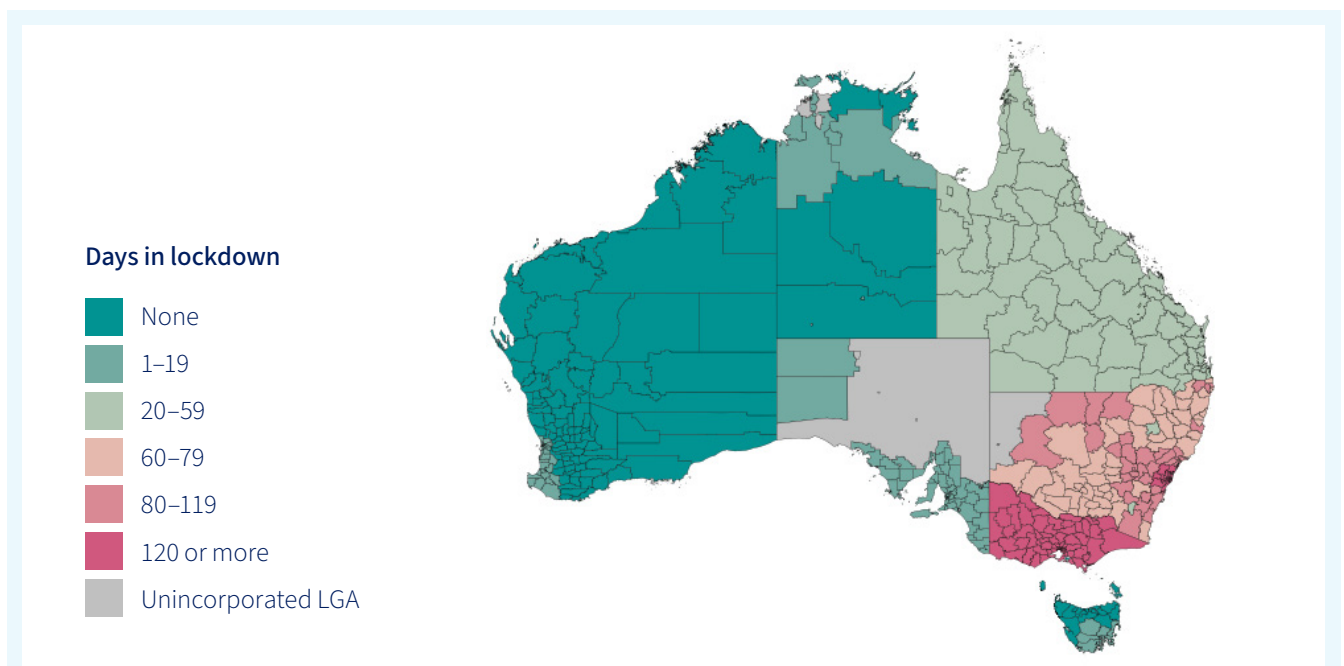 Days in lockdown
None
1–19
20–59
60–79
80–119
120 or more
Unincorporated LGA